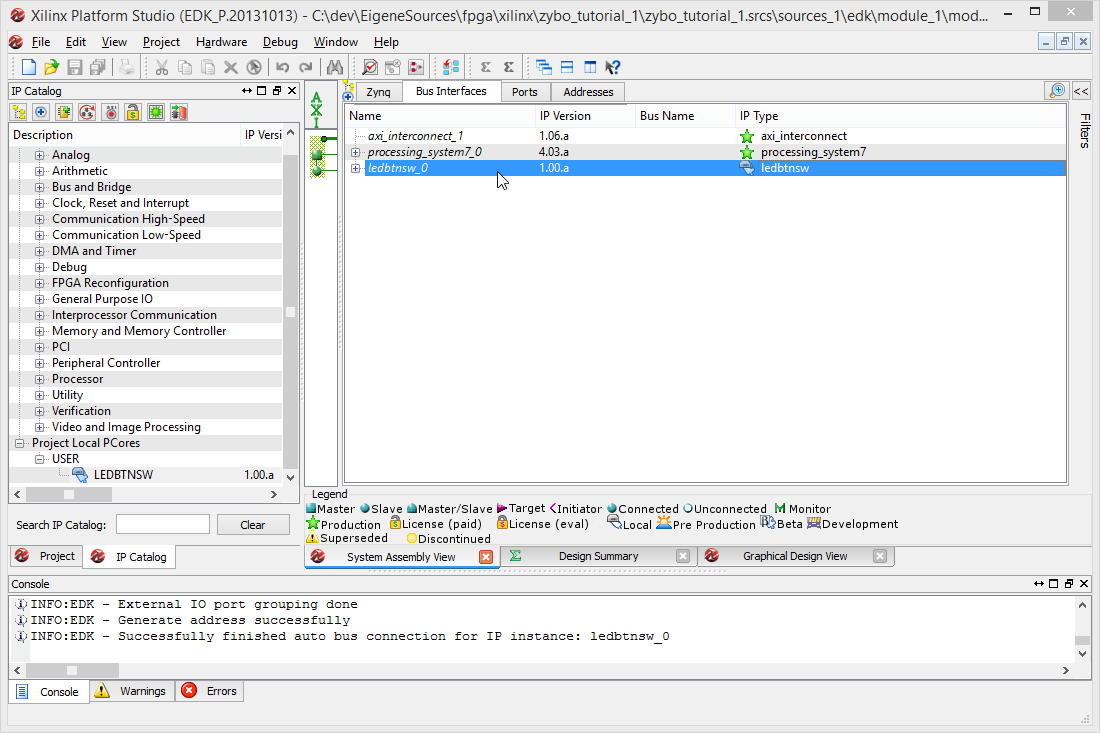 Xilinx Platform Studio (EDK_P.20131013) - C:\dev\EigeneSources\fpga\xilinx\zybo_tutorial_1\zybo_tutorial_1.srcs\sources_1\edk\module_1\mod...
File Edit View Project Hardware Debug Window Help
IP Catalog
Description IP Versi
Analog
Arithmetic
Bus and Bridge
Clock, Reset and Interrupt
Communication High-Speed
Communication Low-Speed
DMA and Timer
Debug
FPGA Reconfiguration
General Purpose IO
Interprocessor Communication
Memory and Memory Controller
PCI
Peripheral Controller
Processor
Utility
Verification
Video and Image Processing
Project Local PCores
USER
LEDBTNSW 1.00.a
Search IP Catalog: Clear
Project IP Catalog
A
X
I
Zynq Bus Interfaces Ports Addresses <<
Name IP Version Bus Name IP Type
axi_interconnect_1 1.06.a axi_interconnect
processing_system7_0 4.03.a processing_system7
ledbtnsw_0 1.00.a ledbtnsw
Filters
Legend
Master Slave Master/Slave Target Initiator Connected Unconnected M Monitor
Production License (paid) License (eval) Local Pre Production Beta Development
Superseded Discontinued
System Assembly View Design Summary Graphical Design View
Console
INFO:EDK - External IO port grouping done
INFO:EDK - Generate address successfully
INFO:EDK - Successfully finished auto bus connection for IP instance: ledbtnsw_0
Console Warnings Errors